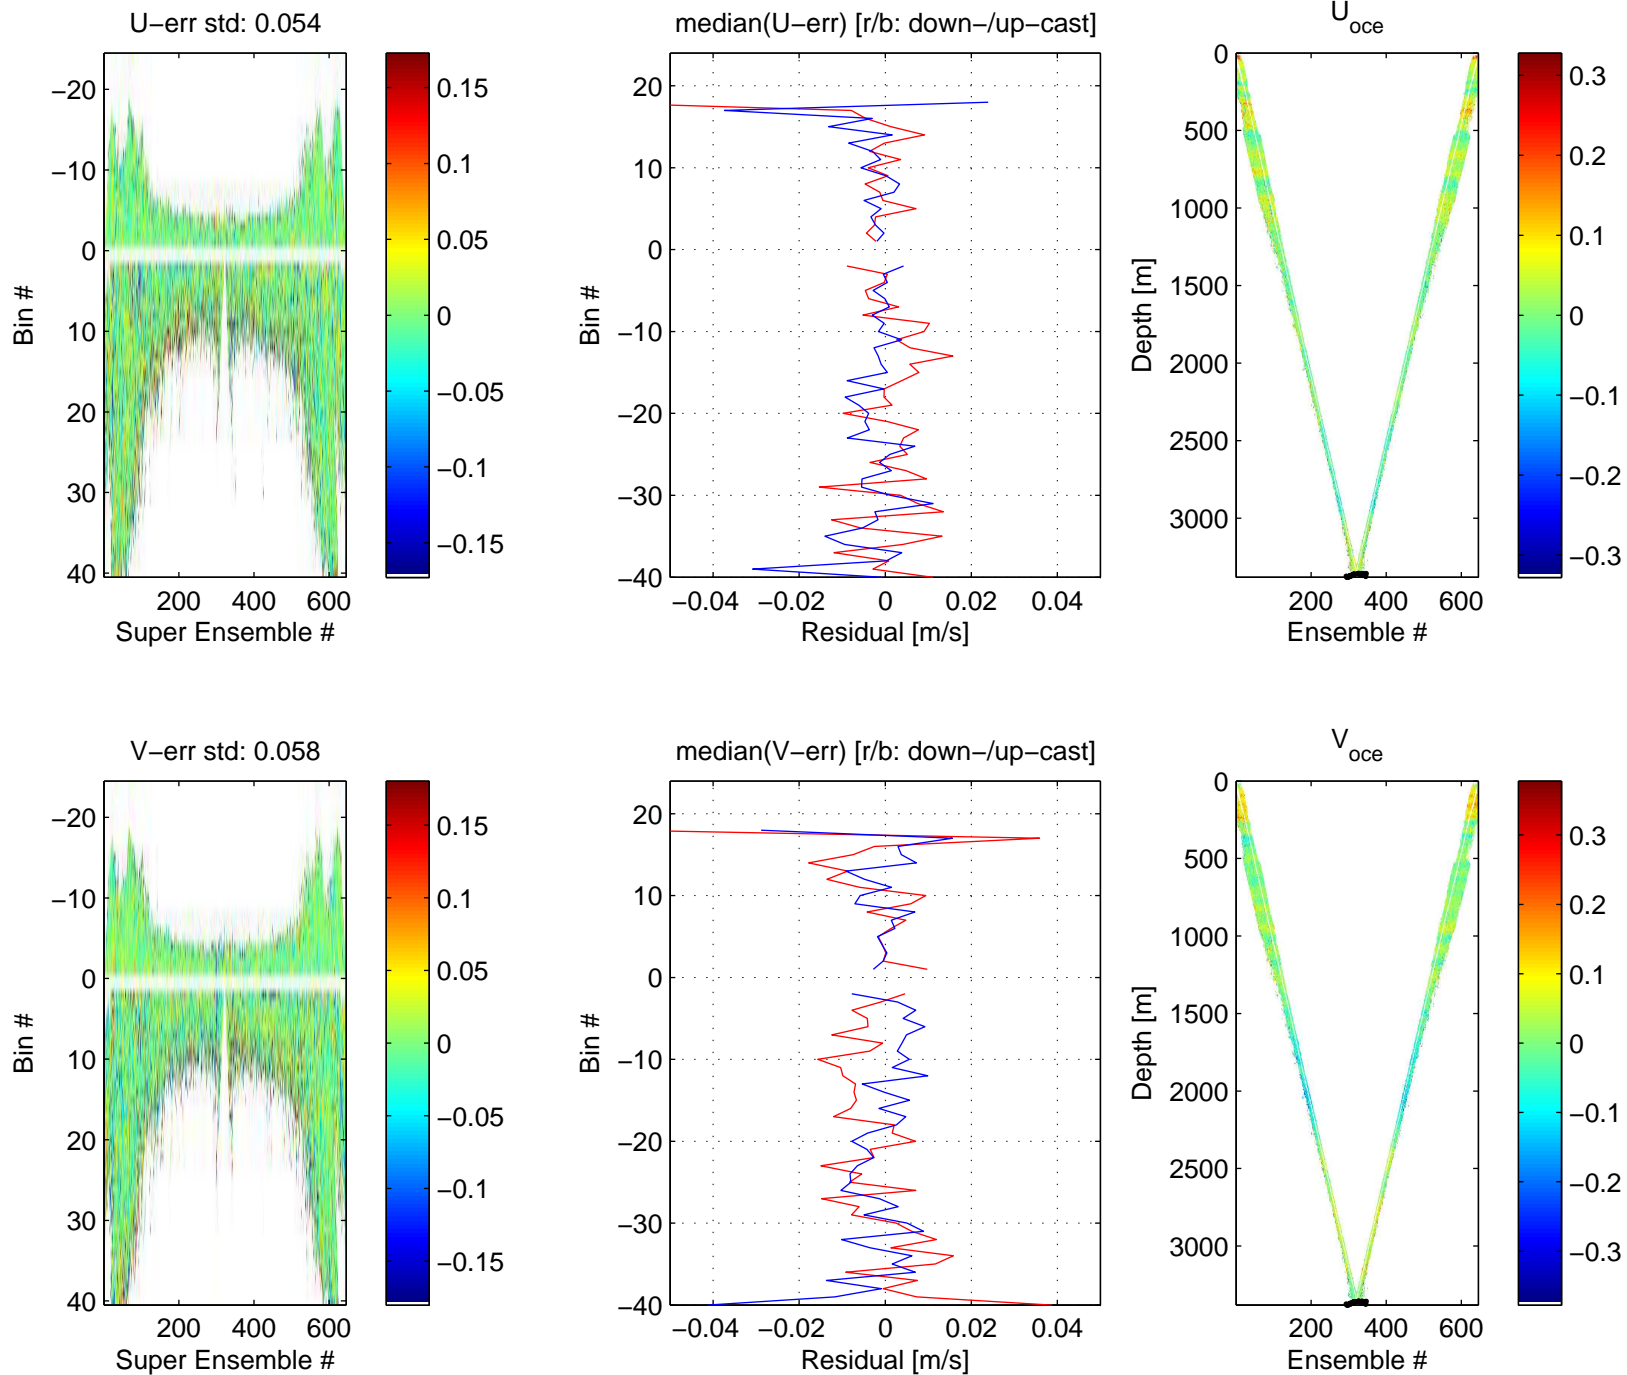 U−err std: 0.054
−20
−10
0
10
20
30
40
200 400 600
Super Ensemble #
Bin #
0.15
0.1
0.05
0
−0.05
−0.1
−0.15
median(U−err) [r/b: down−/up−cast]
20
10
0
−10
−20
−30
−40
−0.04 −0.02 0 0.02 0.04
Residual [m/s]
Bin #
U_oce
0
500
1000
1500
2000
2500
3000
200 400 600
Ensemble #
Depth [m]
0.3
0.2
0.1
0
−0.1
−0.2
−0.3
V−err std: 0.058
−20
−10
0
10
20
30
40
200 400 600
Super Ensemble #
Bin #
0.15
0.1
0.05
0
−0.05
−0.1
−0.15
median(V−err) [r/b: down−/up−cast]
20
10
0
−10
−20
−30
−40
−0.04 −0.02 0 0.02 0.04
Residual [m/s]
Bin #
V_oce
0
500
1000
1500
2000
2500
3000
200 400 600
Ensemble #
Depth [m]
0.3
0.2
0.1
0
−0.1
−0.2
−0.3